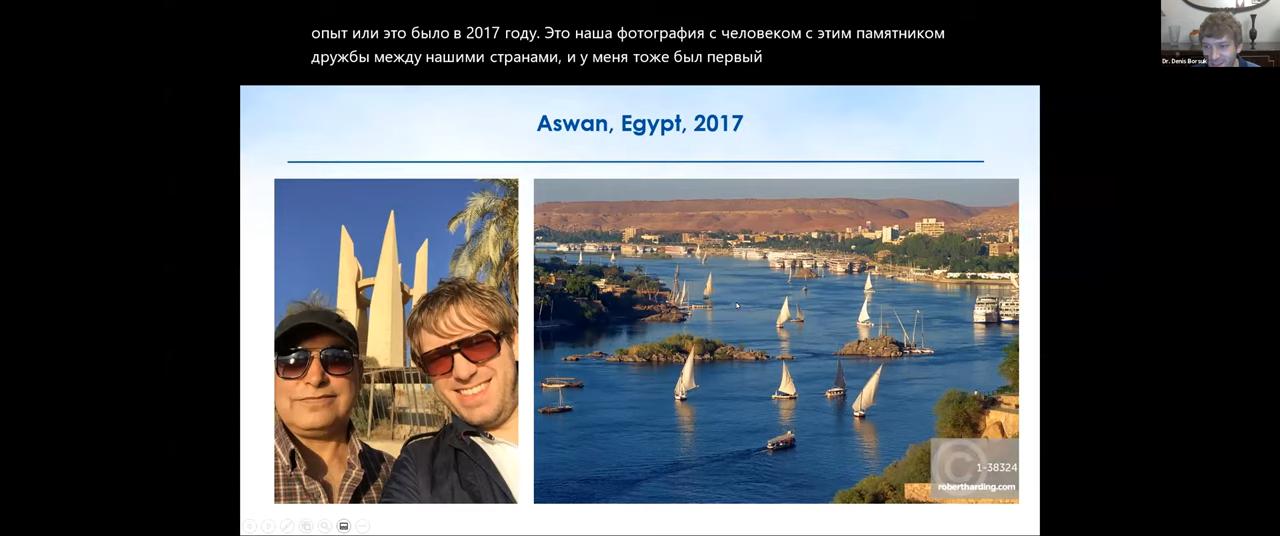 опыт или это было в 2017 году. Это наша фотография с человеком с этим памятником
дружбы между нашими странами, и у меня тоже был первый
Dr. Denis Borsuk
Aswan, Egypt, 2017
1-38324
robertharding.com